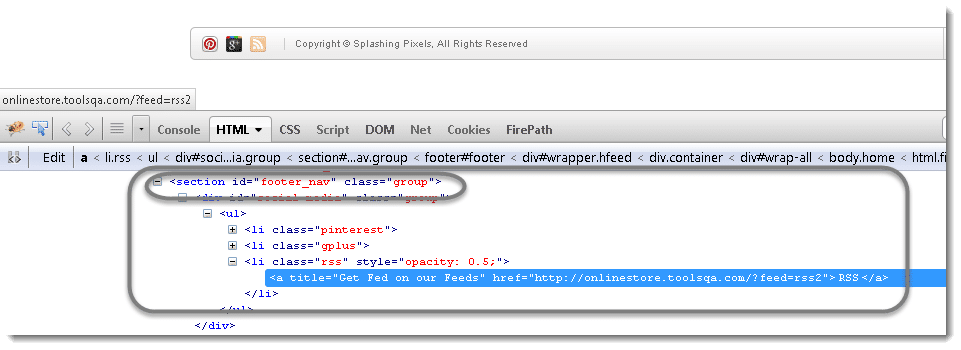 Copyright © Splashing Pixels, All Rights Reserved
onlinestore.toolsqa.com/?feed=rss2
Console HTML CSS Script DOM Net Cookies FirePath
Edit a < li.rss < ul < div#soci...ia.group < section#...av.group < footer#footer < div#wrapper.hfeed < div.container < div#wrap-all < body.home < html.fi
<section id="footer_nav" class="group">
<div id="social-media" class="group">
<ul>
<li class="pinterest">
<li class="gplus">
<li class="rss" style="opacity: 0.5;">
<a title="Get Fed on our Feeds" href="http://onlinestore.toolsqa.com/?feed=rss2">RSS</a>
</li>
</ul>
</div>